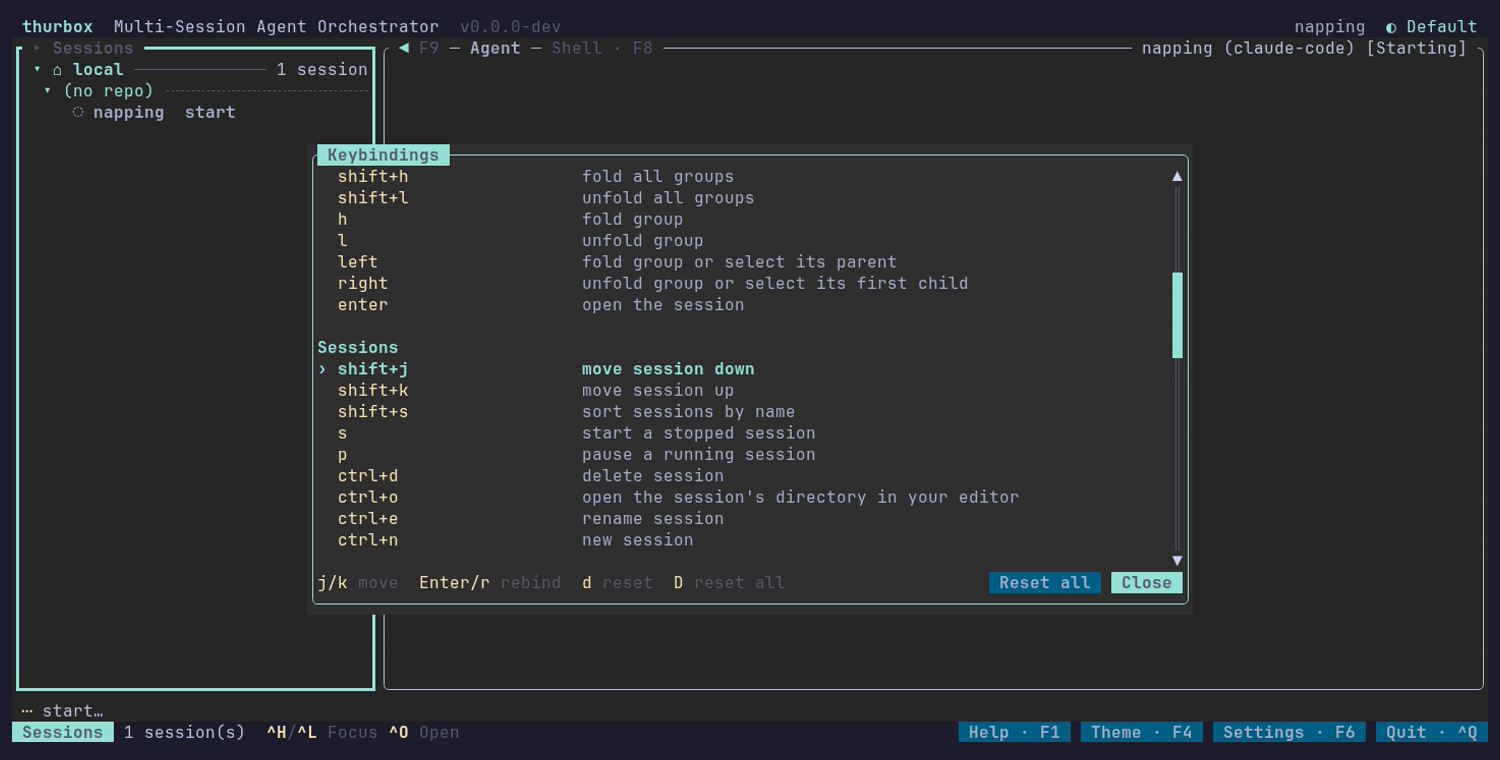 thurbox  Multi-Session Agent Orchestrator  v0.0.0-dev  napping  ◐ Default
▸ Sessions  ◀ F9 — Agent — Shell · F8  napping (claude-code) [Starting]
▾ ⌂ local  1 session
▾ (no repo)
◌ napping  start
Keybindings
shift+h  fold all groups
shift+l  unfold all groups
h  fold group
l  unfold group
left  fold group or select its parent
right  unfold group or select its first child
enter  open the session
Sessions
› shift+j  move session down
shift+k  move session up
shift+s  sort sessions by name
s  start a stopped session
p  pause a running session
ctrl+d  delete session
ctrl+o  open the session's directory in your editor
ctrl+e  rename session
ctrl+n  new session
j/k move  Enter/r rebind  d reset  D reset all  Reset all  Close
⋯ start…
Sessions  1 session(s)  ^H/^L Focus ^O Open  Help · F1  Theme · F4  Settings · F6  Quit · ^Q